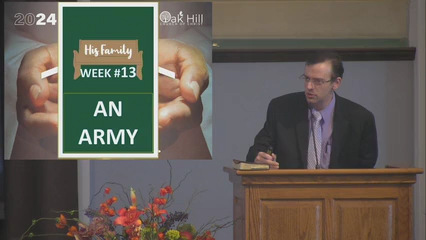 2024
Oak Hill
His Family
WEEK #13
AN
ARMY